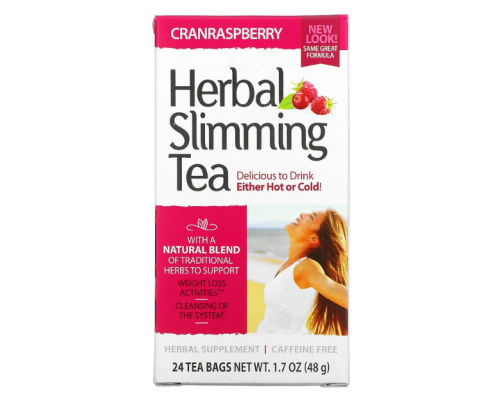 CRANRASPBERRY
NEW
LOOK!
SAME GREAT
FORMULA
Herbal
Slimming
Tea
Delicious to Drink
Either Hot or Cold!
WITH A
NATURAL BLEND
OF TRADITIONAL
HERBS TO SUPPORT
WEIGHT LOSS
ACTIVITIES**
CLEANSING OF
THE SYSTEM*
HERBAL SUPPLEMENT | CAFFEINE FREE
24 TEA BAGS NET WT. 1.7 OZ (48 g)